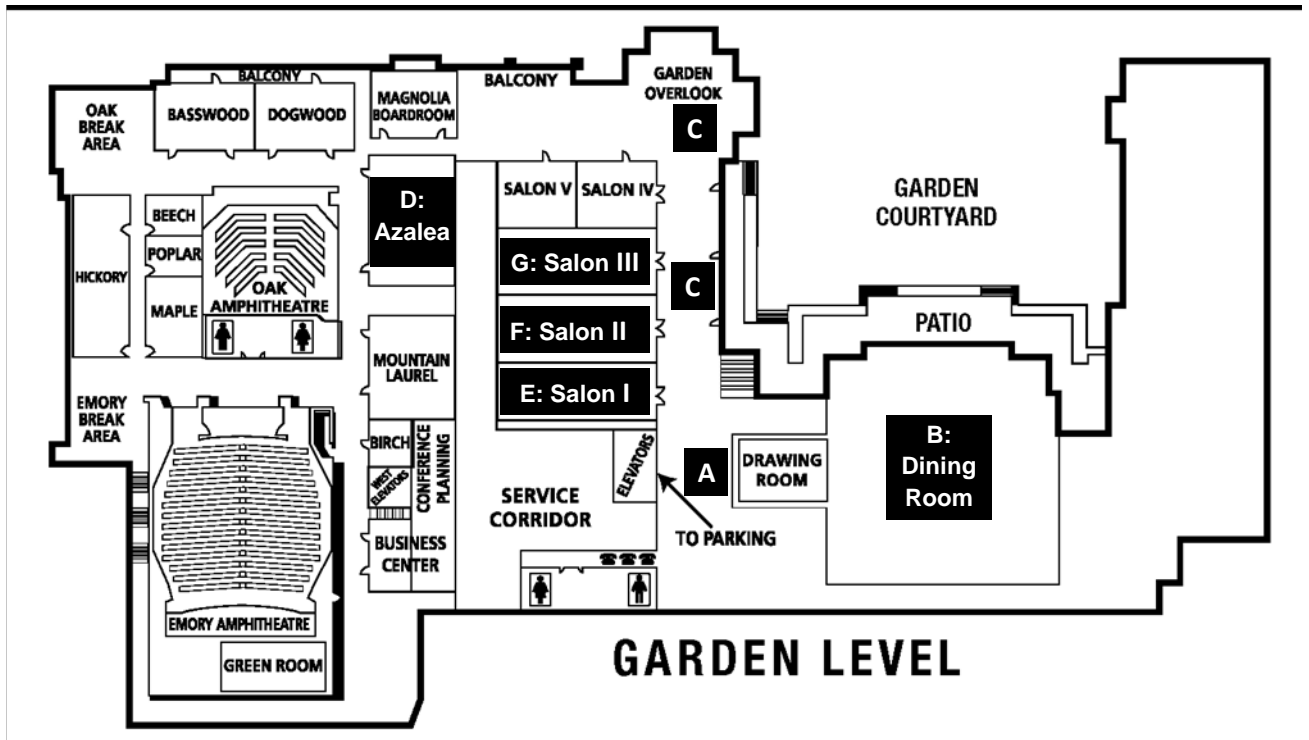 BALCONY
BALCONY
GARDEN
OVERLOOK
OAK
BREAK
AREA
BASSWOOD
DOGWOOD
MAGNOLIA
BOARDROOM
C
SALON V
SALON IV
D:
Azalea
GARDEN
COURTYARD
BEECH
POPLAR
HICKORY
MAPLE
OAK
AMPHITHEATRE
G: Salon III
C
F: Salon II
PATIO
MOUNTAIN
LAUREL
E: Salon I
EMORY
BREAK
AREA
BIRCH
WEST ELEVATORS
CONFERENCE
PLANNING
ELEVATORS
A
DRAWING
ROOM
B:
Dining
Room
SERVICE
CORRIDOR
TO PARKING
BUSINESS
CENTER
EMORY AMPHITHEATRE
GREEN ROOM
GARDEN LEVEL